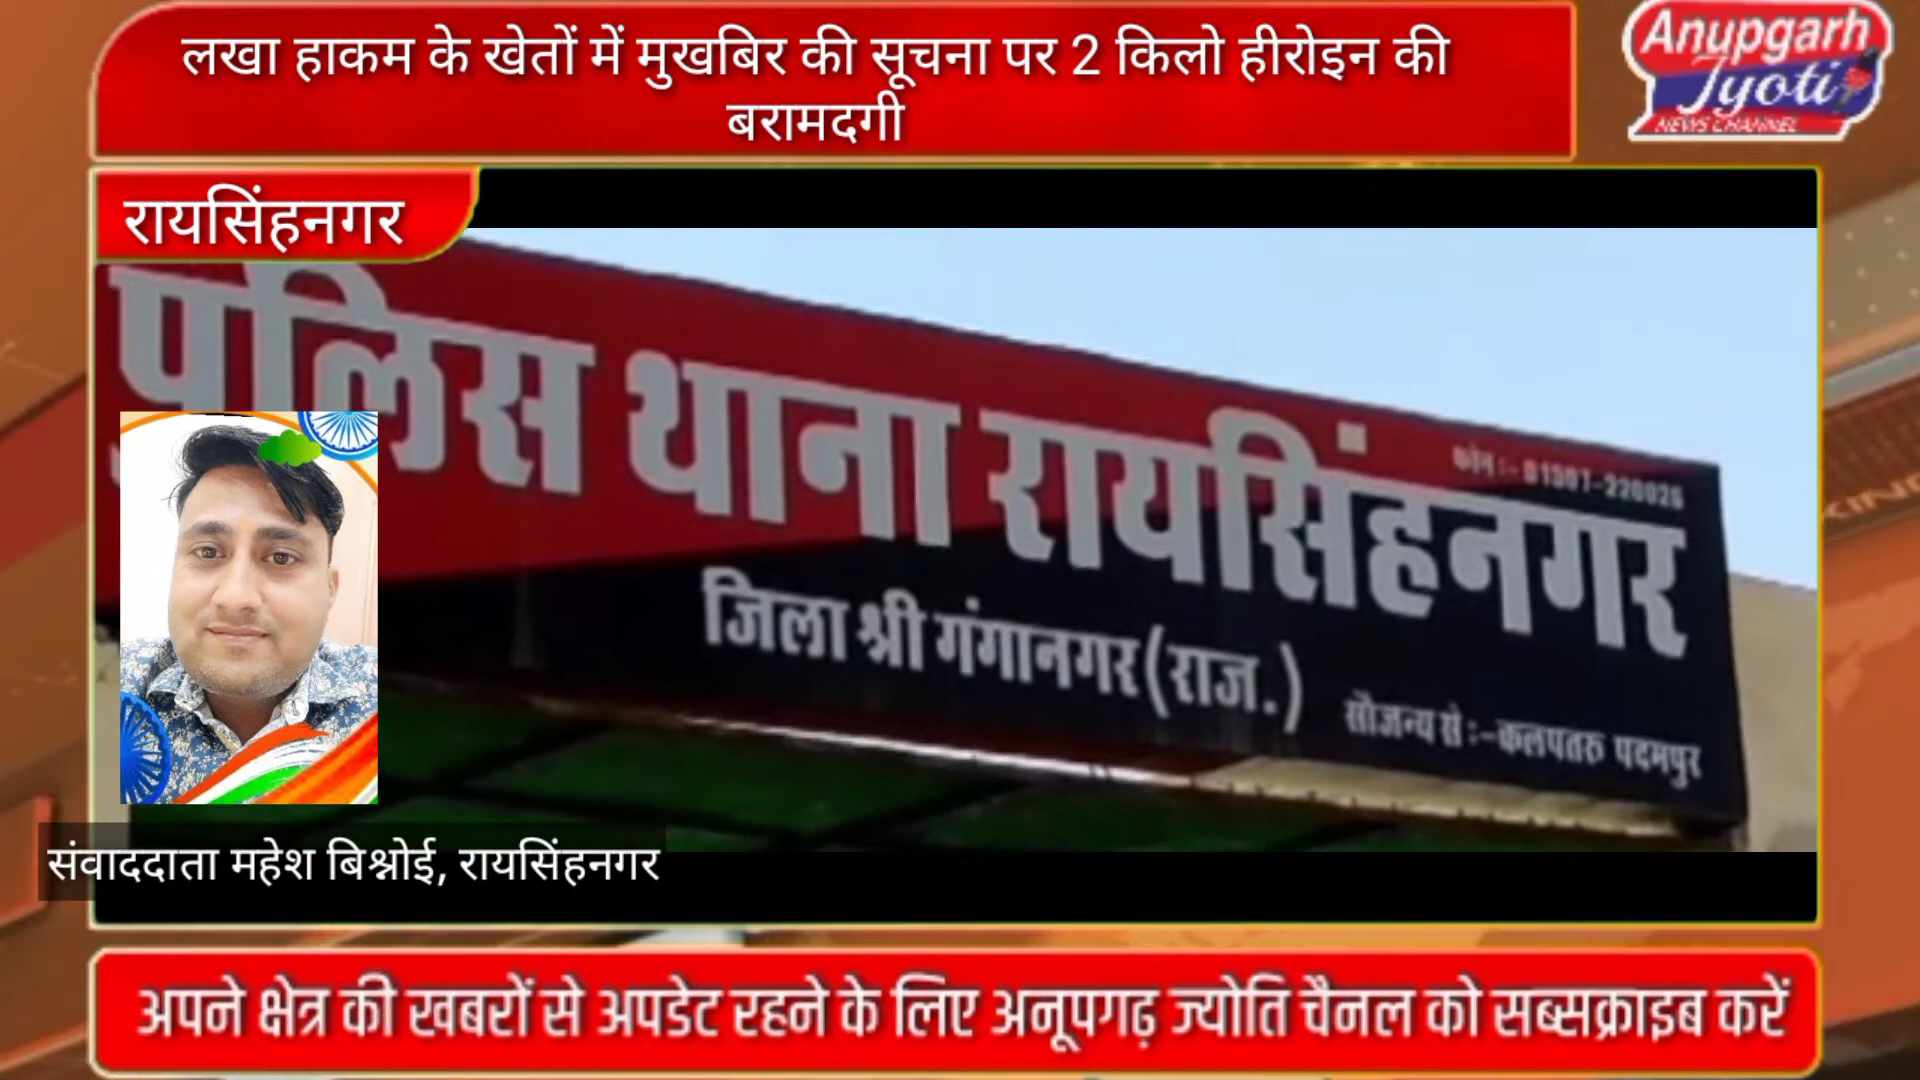 लखा हाकम के खेतों में मुखबिर की सूचना पर 2 किलो हीरोइन की
बरामदगी
Anupgarh
Jyoti
NEWS CHANNEL
रायसिंहनगर
पुलिस थाना रायसिंहनगर
फोन :- 01507-220026
जिला श्री गंगानगर (राज.)
सौजन्य से :- कलपतरु पदमपुर
संवाददाता महेश बिश्नोई, रायसिंहनगर
अपने क्षेत्र की खबरों से अपडेट रहने के लिए अनूपगढ़ ज्योति चैनल को सब्सक्राइब करें